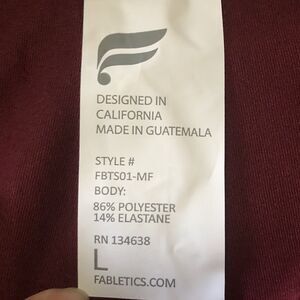 DESIGNED IN
CALIFORNIA
MADE IN GUATEMALA
STYLE #
FBTS01-MF
BODY:
86% POLYESTER
14% ELASTANE
RN 134638
L
FABLETICS.COM